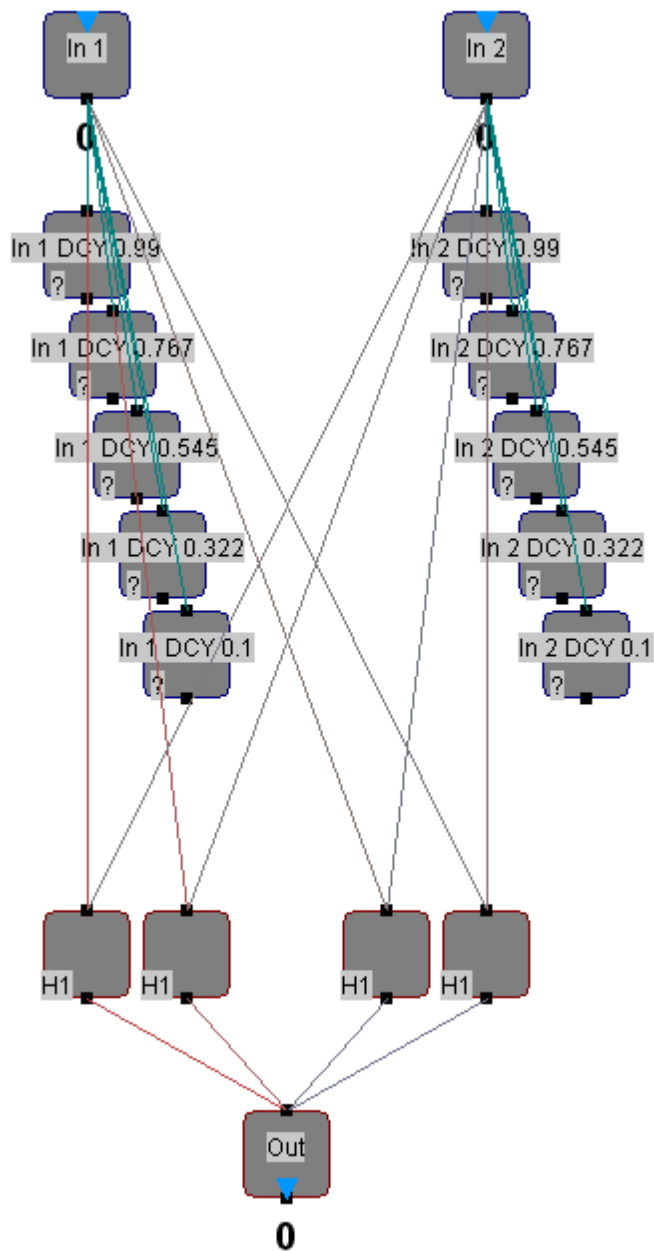 In 1
In 2
0
0
In 1 DCY 0.99
?
In 2 DCY 0.99
?
In 1 DCY 0.767
?
In 2 DCY 0.767
?
In 1 DCY 0.545
?
In 2 DCY 0.545
?
In 1 DCY 0.322
?
In 2 DCY 0.322
?
In 1 DCY 0.1
?
In 2 DCY 0.1
?
H1
H1
H1
H1
Out
0